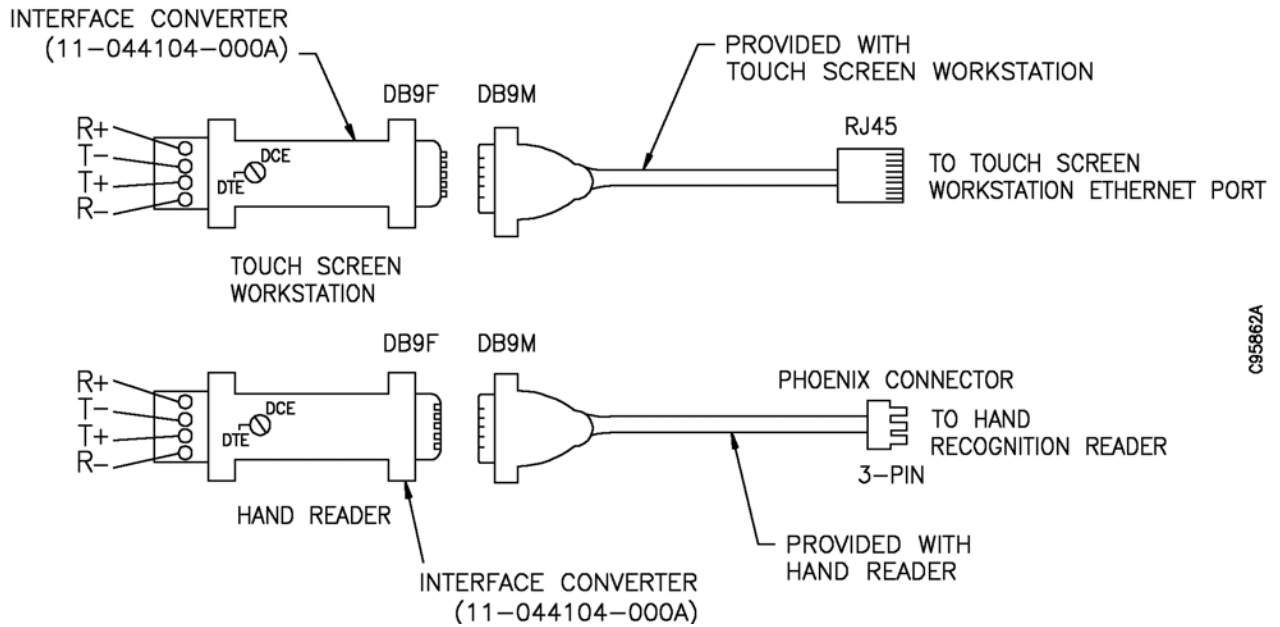 INTERFACE CONVERTER
(11-044104-000A)
PROVIDED WITH
TOUCH SCREEN WORKSTATION
DB9F
DB9M
RJ45
R+
T-
T+
R-
DCE
DTE
TO TOUCH SCREEN
WORKSTATION ETHERNET PORT
TOUCH SCREEN
WORKSTATION
C95862A
DB9F
DB9M
R+
T-
T+
R-
DCE
DTE
PHOENIX CONNECTOR
TO HAND
RECOGNITION READER
3-PIN
HAND READER
PROVIDED WITH
HAND READER
INTERFACE CONVERTER
(11-044104-000A)